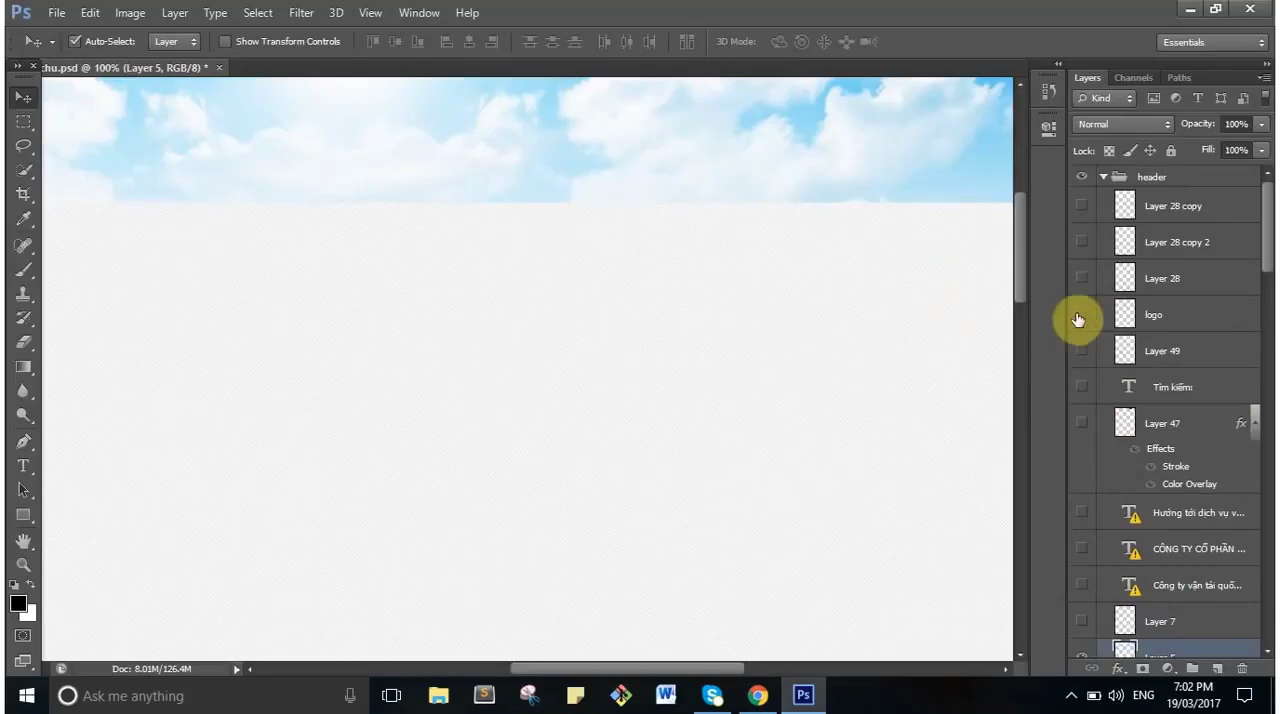 Ps File Edit Image Layer Type Select Filter 3D View Window Help
Auto-Select: Layer Show Transform Controls 3D Mode: Essentials
chu.psd @ 100% (Layer 5, RGB/8) * ×
Layers Channels Paths
Kind
Normal Opacity: 100%
Lock: Fill: 100%
header
Layer 28 copy
Layer 28 copy 2
Layer 28
logo
Layer 49
Tìm kiếm:
Layer 47 fx
Effects
Stroke
Color Overlay
Hướng tới dịch vụ v...
CÔNG TY CỔ PHẦN ...
Công ty vận tải quố...
Layer 7
Layer 5
Doc: 8.01M/126.4M
Ask me anything
ENG
7:02 PM
19/03/2017